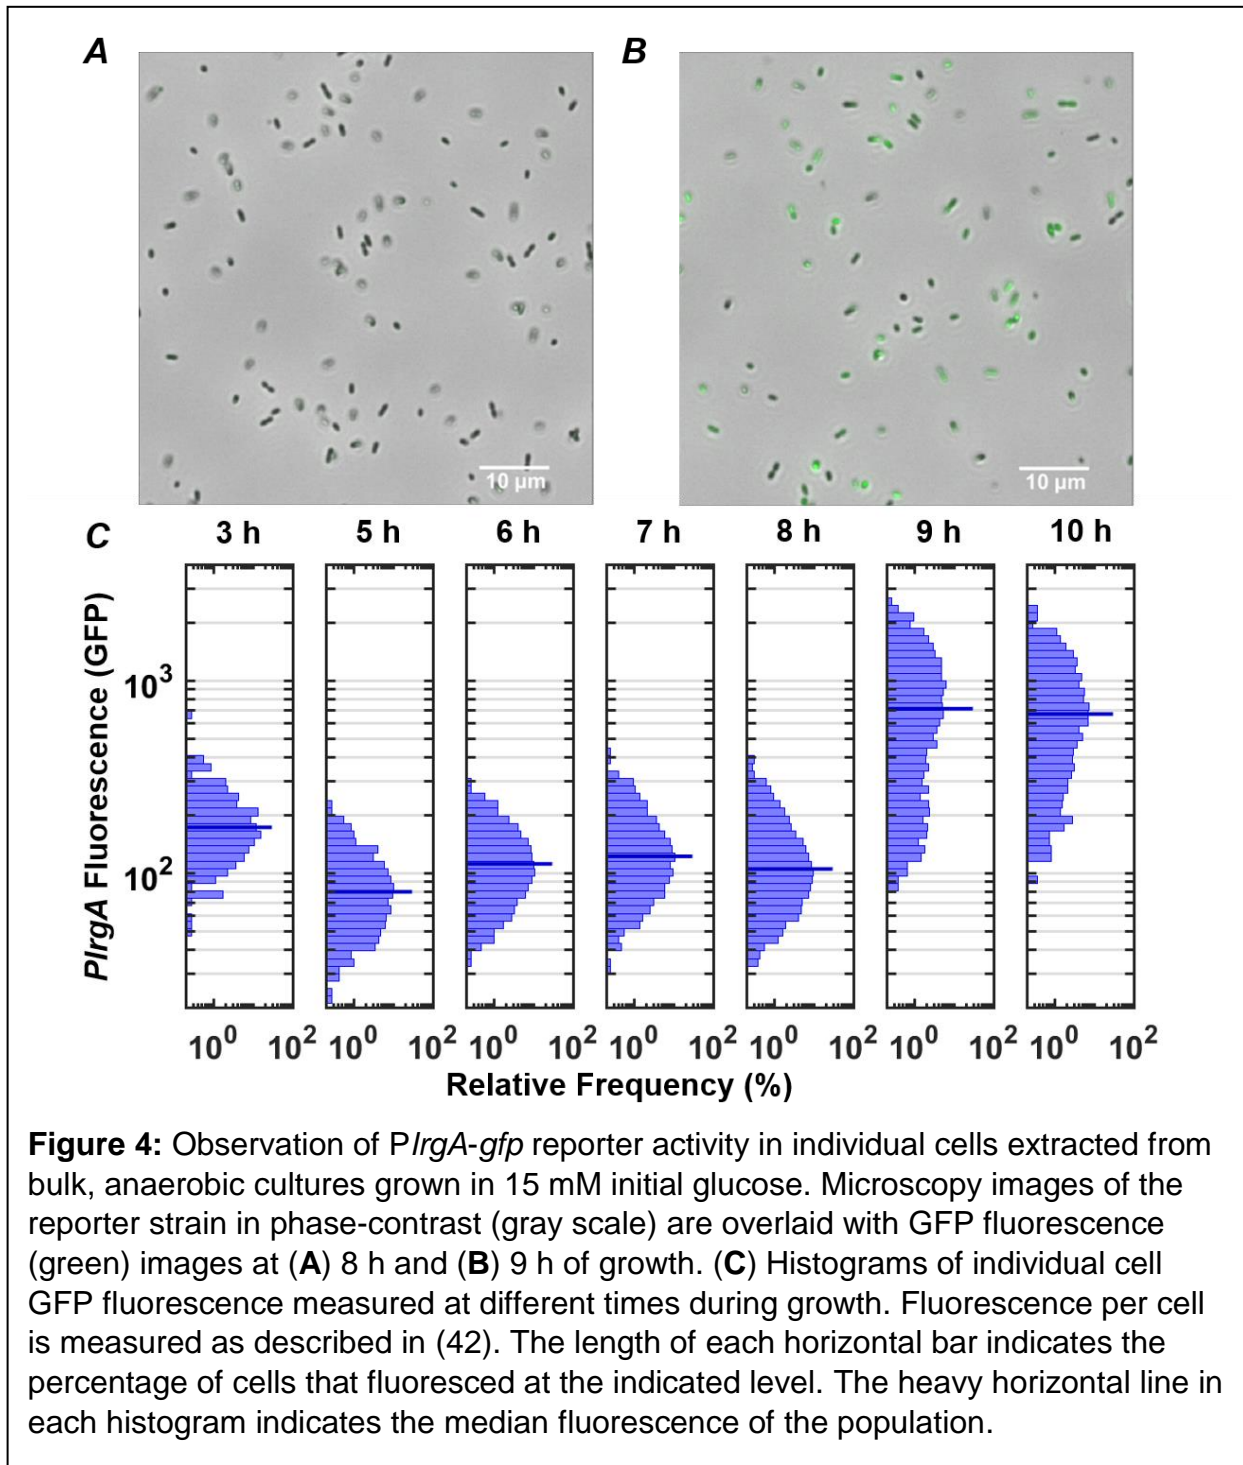 A
B
10 µm
10 µm
C
3 h
5 h
6 h
7 h
8 h
9 h
10 h
PlrgA Fluorescence (GFP)
10³
10²
10⁰ 10² 10⁰ 10² 10⁰ 10² 10⁰ 10² 10⁰ 10² 10⁰ 10² 10⁰ 10²
Relative Frequency (%)
Figure 4: Observation of PlrgA-gfp reporter activity in individual cells extracted from
bulk, anaerobic cultures grown in 15 mM initial glucose. Microscopy images of the
reporter strain in phase-contrast (gray scale) are overlaid with GFP fluorescence
(green) images at (A) 8 h and (B) 9 h of growth. (C) Histograms of individual cell
GFP fluorescence measured at different times during growth. Fluorescence per cell
is measured as described in (42). The length of each horizontal bar indicates the
percentage of cells that fluoresced at the indicated level. The heavy horizontal line in
each histogram indicates the median fluorescence of the population.